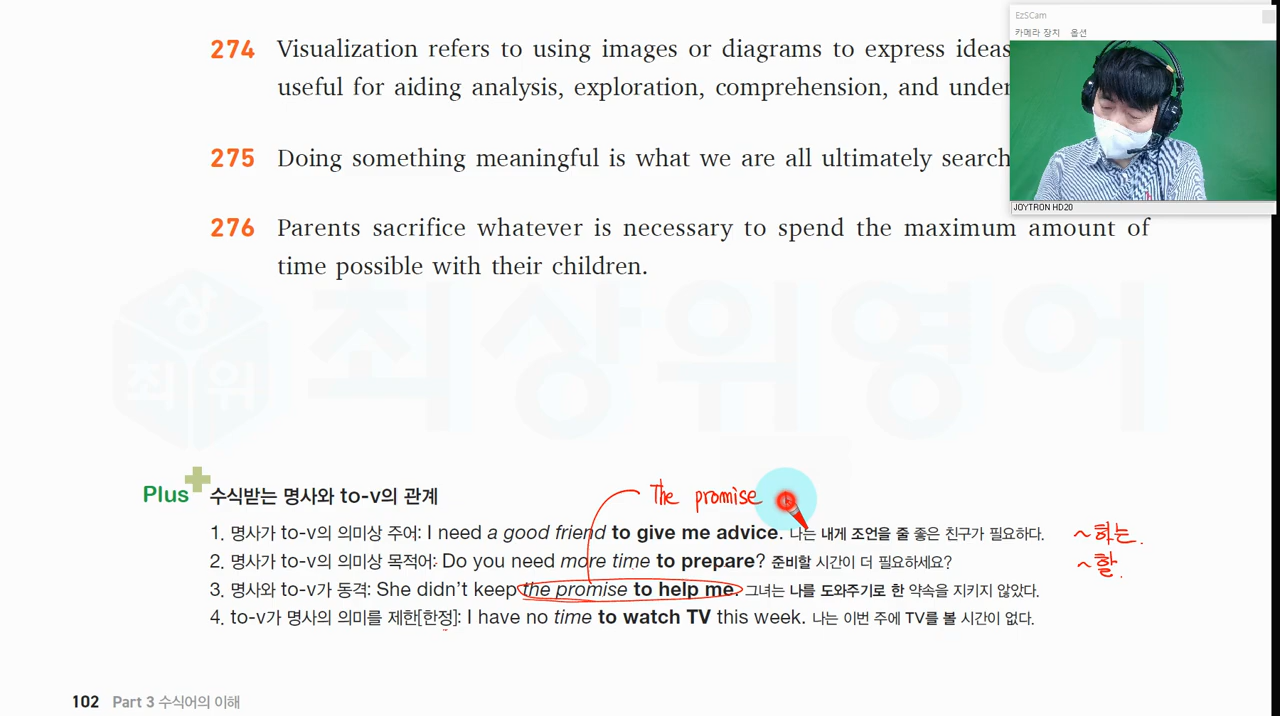 EzSCam
카메라 장치 옵션
274 Visualization refers to using images or diagrams to express ideas
useful for aiding analysis, exploration, comprehension, and under
275 Doing something meaningful is what we are all ultimately search
JOYTRON HD20
276 Parents sacrifice whatever is necessary to spend the maximum amount of
time possible with their children.
상
최 위 최상위영어
Plus 수식받는 명사와 to-v의 관계
The promise
1. 명사가 to-v의 의미상 주어: I need a good friend to give me advice. 나는 내게 조언을 줄 좋은 친구가 필요하다. ~하는.
2. 명사가 to-v의 의미상 목적어: Do you need more time to prepare? 준비할 시간이 더 필요하세요? ~할.
3. 명사와 to-v가 동격: She didn't keep the promise to help me. 그녀는 나를 도와주기로 한 약속을 지키지 않았다.
4. to-v가 명사의 의미를 제한[한정]: I have no time to watch TV this week. 나는 이번 주에 TV를 볼 시간이 없다.
102 Part 3 수식어의 이해